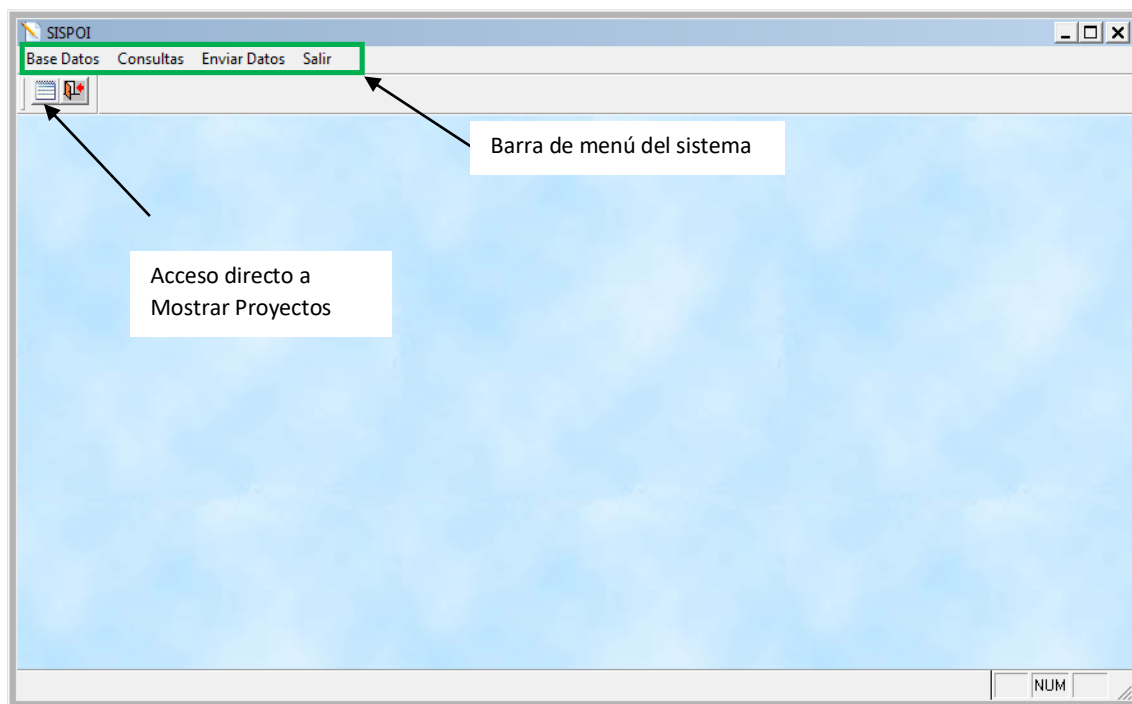 SISPOI
Base Datos Consultas Enviar Datos Salir
Barra de menú del sistema
Acceso directo a
Mostrar Proyectos
NUM